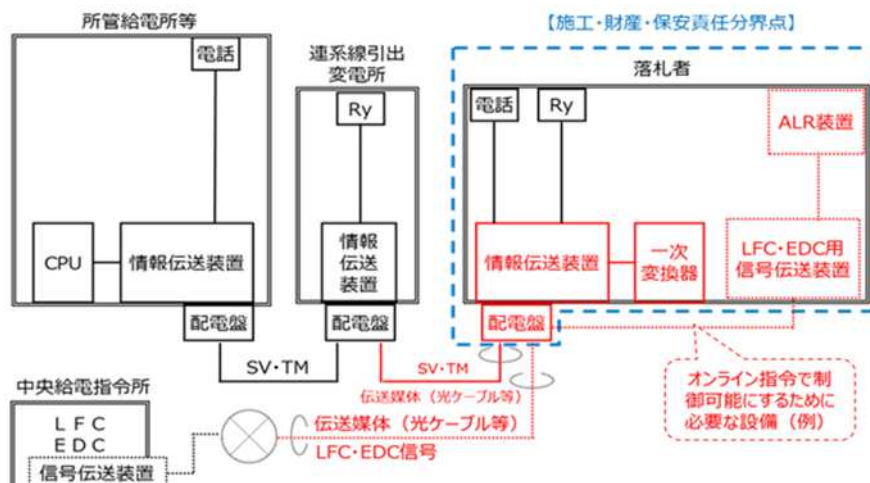 所管給電所等
電話
CPU
情報伝送装置
配電盤
連系線引出
変電所
Ry
情報
伝送
装置
配電盤
【施工・財産・保安責任分界点】
落札者
電話
Ry
ALR装置
情報伝送装置
一次
変換器
LFC・EDC用
信号伝送装置
配電盤
SV・TM
SV・TM
伝送媒体（光ケーブル等）
オンライン指令で制
御可能にするために
必要な設備（例）
中央給電指令所
LFC
EDC
信号伝送装置
伝送媒体（光ケーブル等）
LFC・EDC信号